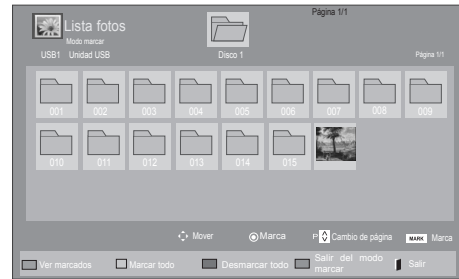 Página 1/1
Lista fotos
Modo marcar
USB1 Unidad USB Disco 1 Página 1/1
001 002 003 004 005 006 007 008 009
010 011 012 013 014 015
Mover Marca P Cambio de página MARK Marca
Ver marcados Marcar todo Desmarcar todo Salir del modo marcar Salir